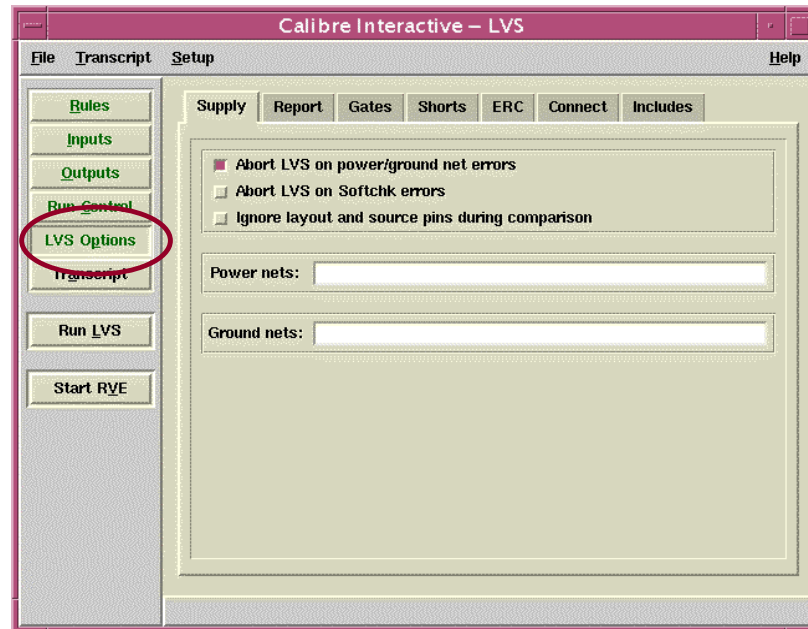 Calibre Interactive – LVS
File Transcript Setup Help
Rules
Inputs
Outputs
Run Control
LVS Options
Transcript
Run LVS
Start RVE
Supply Report Gates Shorts ERC Connect Includes
Abort LVS on power/ground net errors
Abort LVS on Softchk errors
Ignore layout and source pins during comparison
Power nets:
Ground nets: